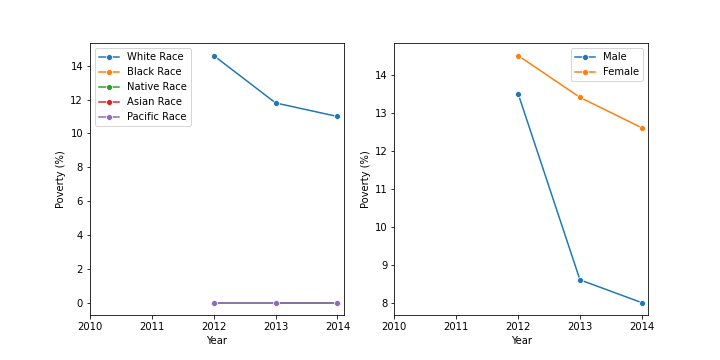 White Race
Black Race
Native Race
Asian Race
Pacific Race
14
12
10
8
6
4
2
0
Poverty (%)
2010 2011 2012 2013 2014
Year
Male
Female
14
13
12
11
10
9
8
Poverty (%)
2010 2011 2012 2013 2014
Year